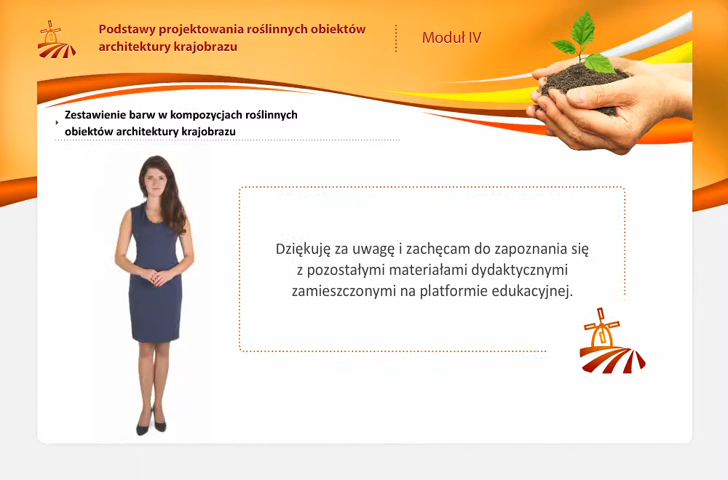 Podstawy projektowania roślinnych obiektów
architektury krajobrazu
Moduł IV
Zestawienie barw w kompozycjach roślinnych
obiektów architektury krajobrazu
Dziękuję za uwagę i zachęcam do zapoznania się
z pozostałymi materiałami dydaktycznymi
zamieszczonymi na platformie edukacyjnej.